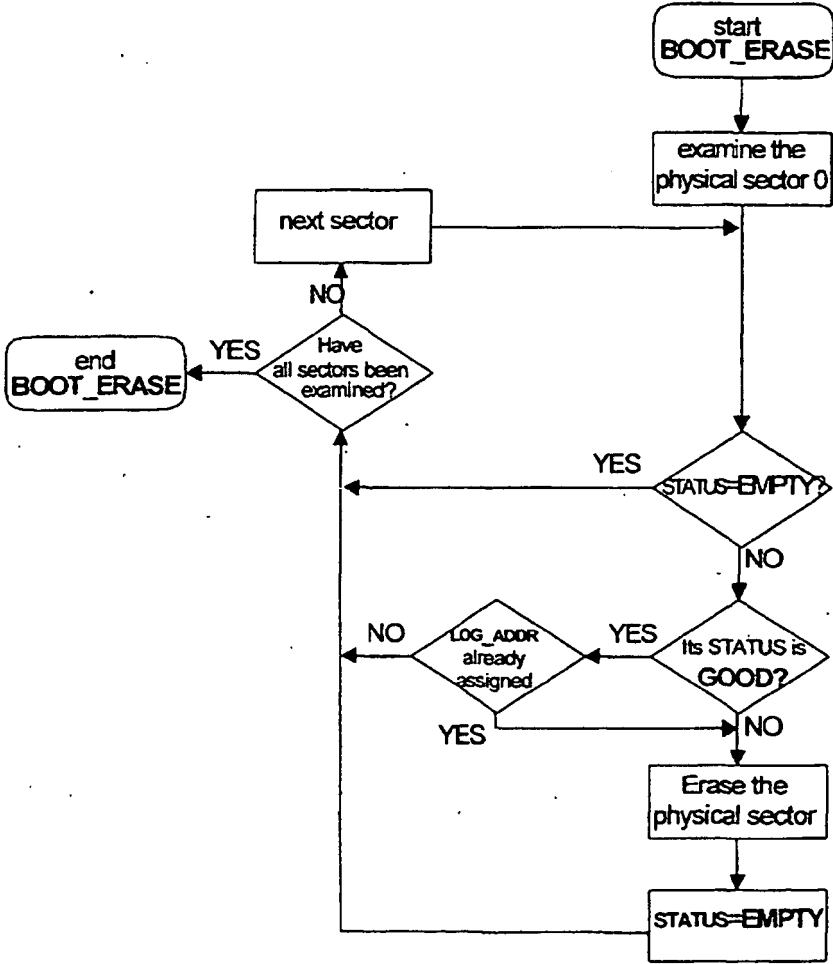 start
BOOT_ERASE
examine the
physical sector 0
next sector
NO
Have
all sectors been
examined?
YES
end
BOOT_ERASE
YES
STATUS=EMPTY?
NO
Its STATUS is
GOOD?
YES
LOG_ADDR
already
assigned
NO
YES
NO
Erase the
physical sector
STATUS=EMPTY